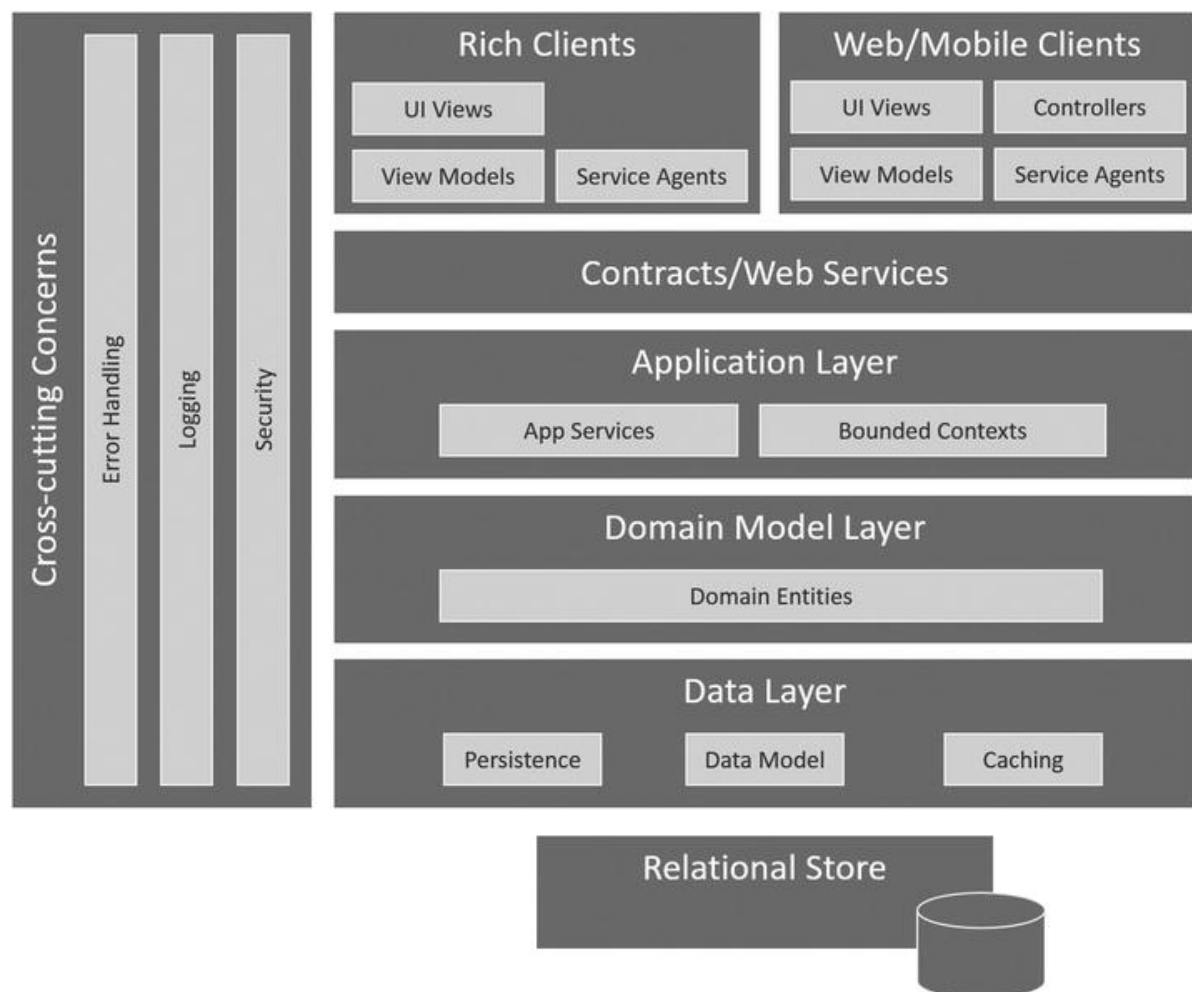 Cross-cutting Concerns
Error Handling
Logging
Security
Rich Clients
UI Views
View Models
Service Agents
Web/Mobile Clients
UI Views
Controllers
View Models
Service Agents
Contracts/Web Services
Application Layer
App Services
Bounded Contexts
Domain Model Layer
Domain Entities
Data Layer
Persistence
Data Model
Caching
Relational Store